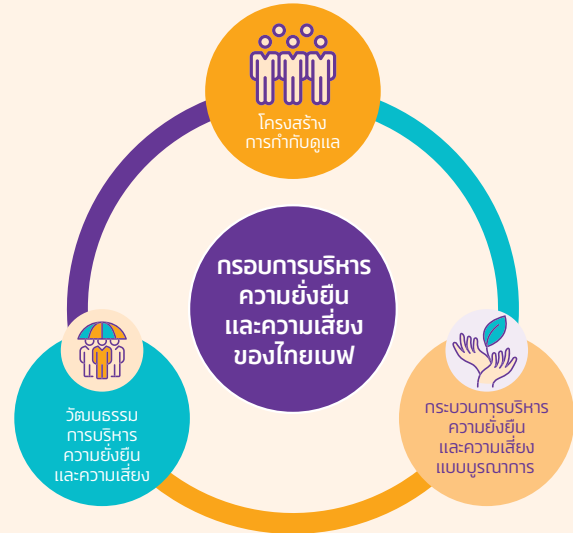 โครงสร้าง
การกำกับดูแล
กรอบการบริหาร
ความยั่งยืน
และความเสี่ยง
ของไทยเบฟ
วัฒนธรรม
การบริหาร
ความยั่งยืน
และความเสี่ยง
กระบวนการบริหาร
ความยั่งยืน
และความเสี่ยง
แบบบูรณาการ